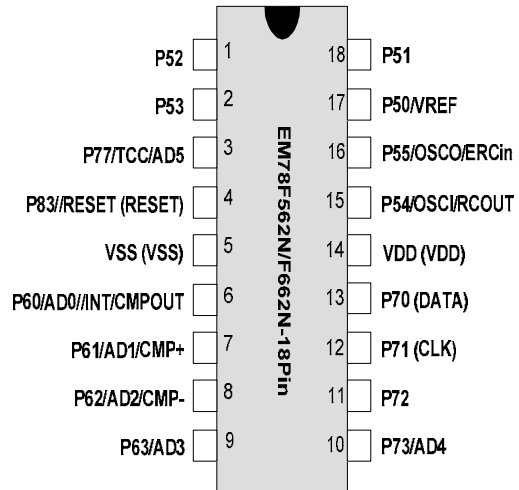 P52 1 18 P51
P53 2 17 P50/VREF
P77/TCC/AD5 3 16 P55/OSCO/ERCin
P83//RESET (RESET) 4 15 P54/OSCI/RCOUT
VSS (VSS) 5 14 VDD (VDD)
P60/AD0//INT/CMPOUT 6 13 P70 (DATA)
P61/AD1/CMP+ 7 12 P71 (CLK)
P62/AD2/CMP- 8 11 P72
P63/AD3 9 10 P73/AD4
EM78F562N/F662N-18Pin